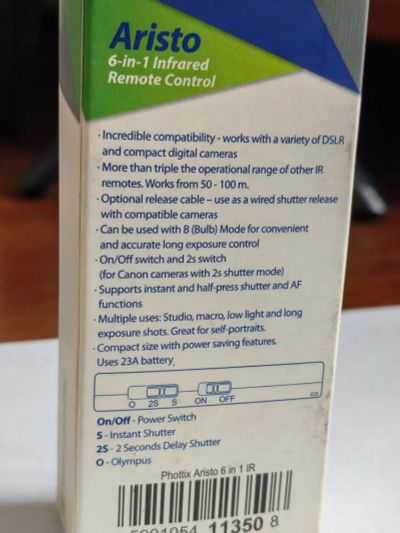 Aristo
6-in-1 Infrared
Remote Control
· Incredible compatibility - works with a variety of DSLR
and compact digital cameras
· More than triple the operational range of other IR
remotes. Works from 50 - 100 m.
· Optional release cable – use as a wired shutter release
with compatible cameras
· Can be used with B (Bulb) Mode for convenient
and accurate long exposure control
· On/Off switch and 2s switch
(for Canon cameras with 2s shutter mode)
· Supports instant and half-press shutter and AF
functions
· Multiple uses: Studio, macro, low light and long
exposure shots. Great for self-portraits.
· Compact size with power saving features.
Uses 23A battery.
O 2S S ON OFF
On/Off - Power Switch
S - Instant Shutter
2S - 2 Seconds Delay Shutter
O - Olympus
Phottix Aristo 6 in 1 IR
11350 8